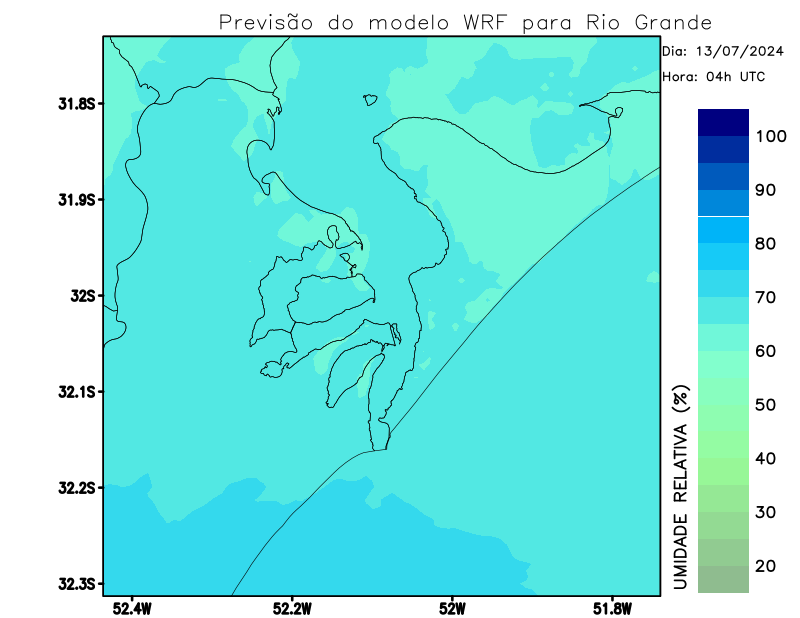 Previsão do modelo WRF para Rio Grande
Dia: 13/07/2024
Hora: 04h UTC
31.8S
31.9S
32S
32.1S
32.2S
32.3S
52.4W
52.2W
52W
51.8W
100
90
80
70
60
50
40
30
20
UMIDADE RELATIVA (%)